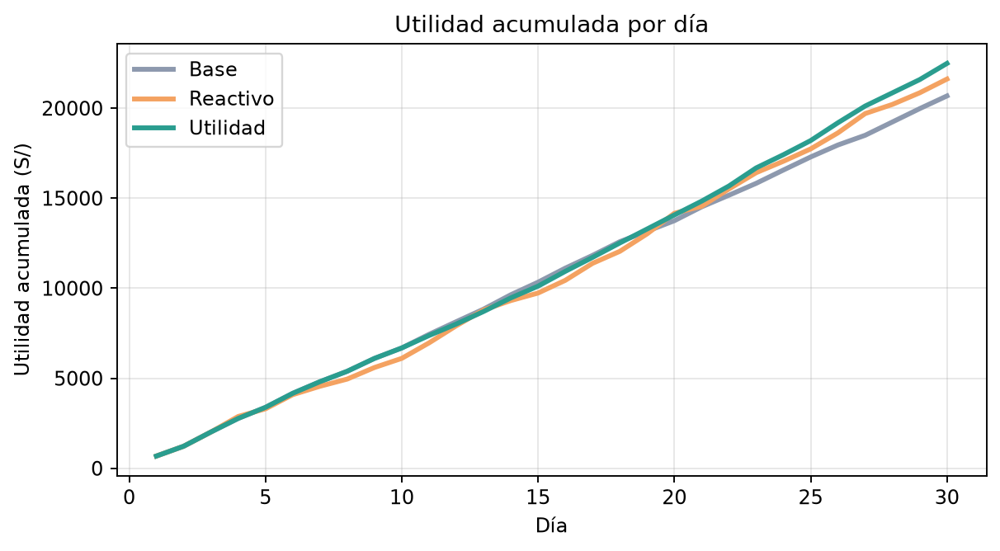 Utilidad acumulada por día
Base
Reactivo
Utilidad
Utilidad acumulada (S/)
20000
15000
10000
5000
0
0 5 10 15 20 25 30
Día